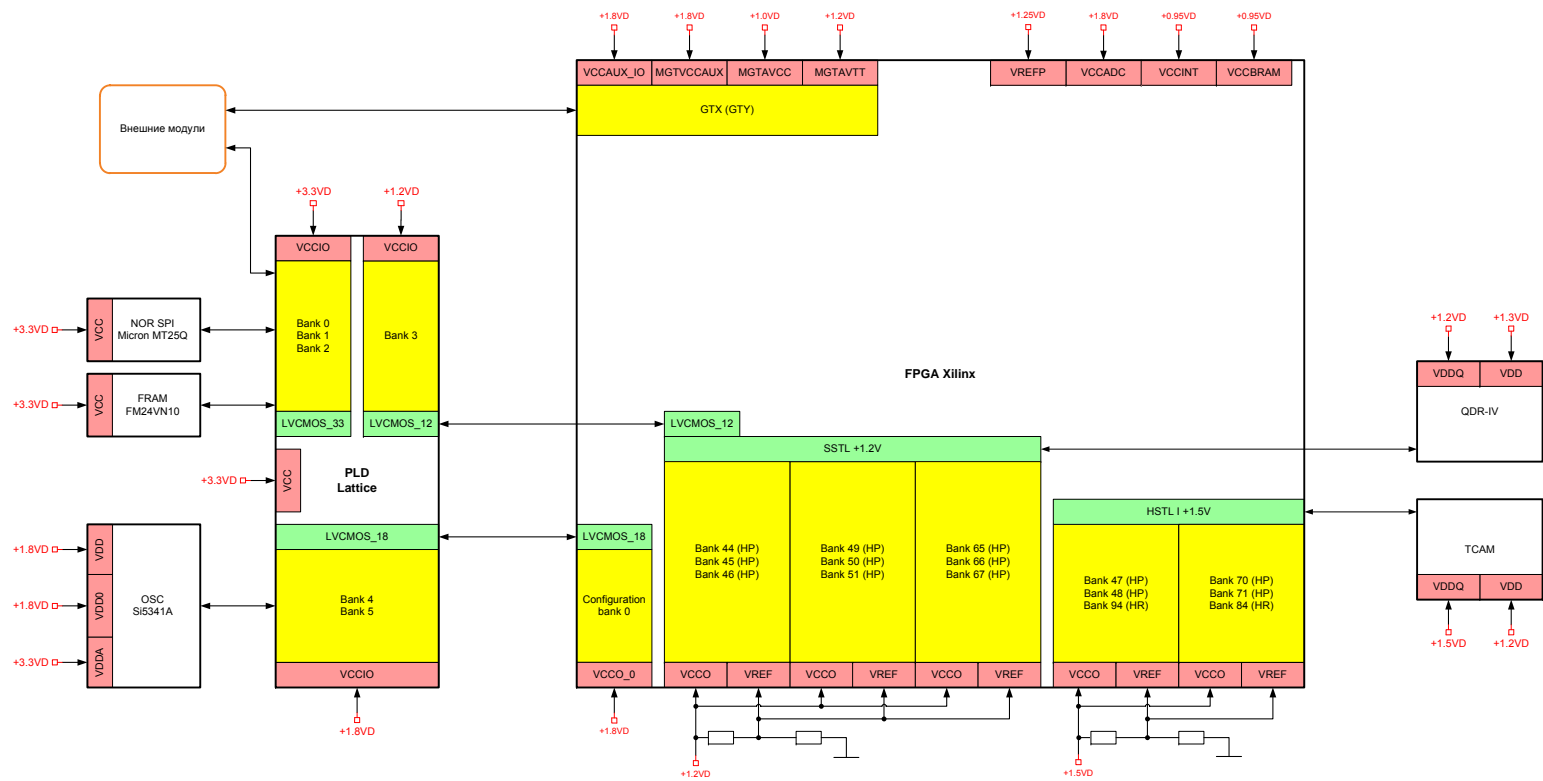 +1.8VD
+1.8VD
+1.0VD
+1.2VD
+1.25VD
+1.8VD
+0.95VD
+0.95VD
VCCAUX_IO
MGTVCCAUX
MGTAVCC
MGTAVTT
VREFP
VCCADC
VCCINT
VCCBRAM
GTX (GTY)
Внешние модули
+3.3VD
+1.2VD
VCCIO
VCCIO
Bank 0
Bank 1
Bank 2
Bank 3
+3.3VD
VCC
NOR SPI
Micron MT25Q
+3.3VD
VCC
FRAM
FM24VN10
LVCMOS_33
LVCMOS_12
+3.3VD
VCC
PLD
Lattice
LVCMOS_18
Bank 4
Bank 5
VCCIO
+1.8VD
+1.8VD
VDD
+1.8VD
VDD0
+3.3VD
VDDA
OSC
Si5341A
FPGA Xilinx
LVCMOS_12
SSTL +1.2V
LVCMOS_18
Configuration
bank 0
VCCO_0
+1.8VD
Bank 44 (HP)
Bank 45 (HP)
Bank 46 (HP)
Bank 49 (HP)
Bank 50 (HP)
Bank 51 (HP)
Bank 65 (HP)
Bank 66 (HP)
Bank 67 (HP)
VCCO
VREF
VCCO
VREF
VCCO
VREF
+1.2VD
HSTL I +1.5V
Bank 47 (HP)
Bank 48 (HP)
Bank 94 (HR)
Bank 70 (HP)
Bank 71 (HP)
Bank 84 (HR)
VCCO
VREF
VCCO
VREF
+1.5VD
+1.2VD
+1.3VD
VDDQ
VDD
QDR-IV
TCAM
VDDQ
VDD
+1.5VD
+1.2VD